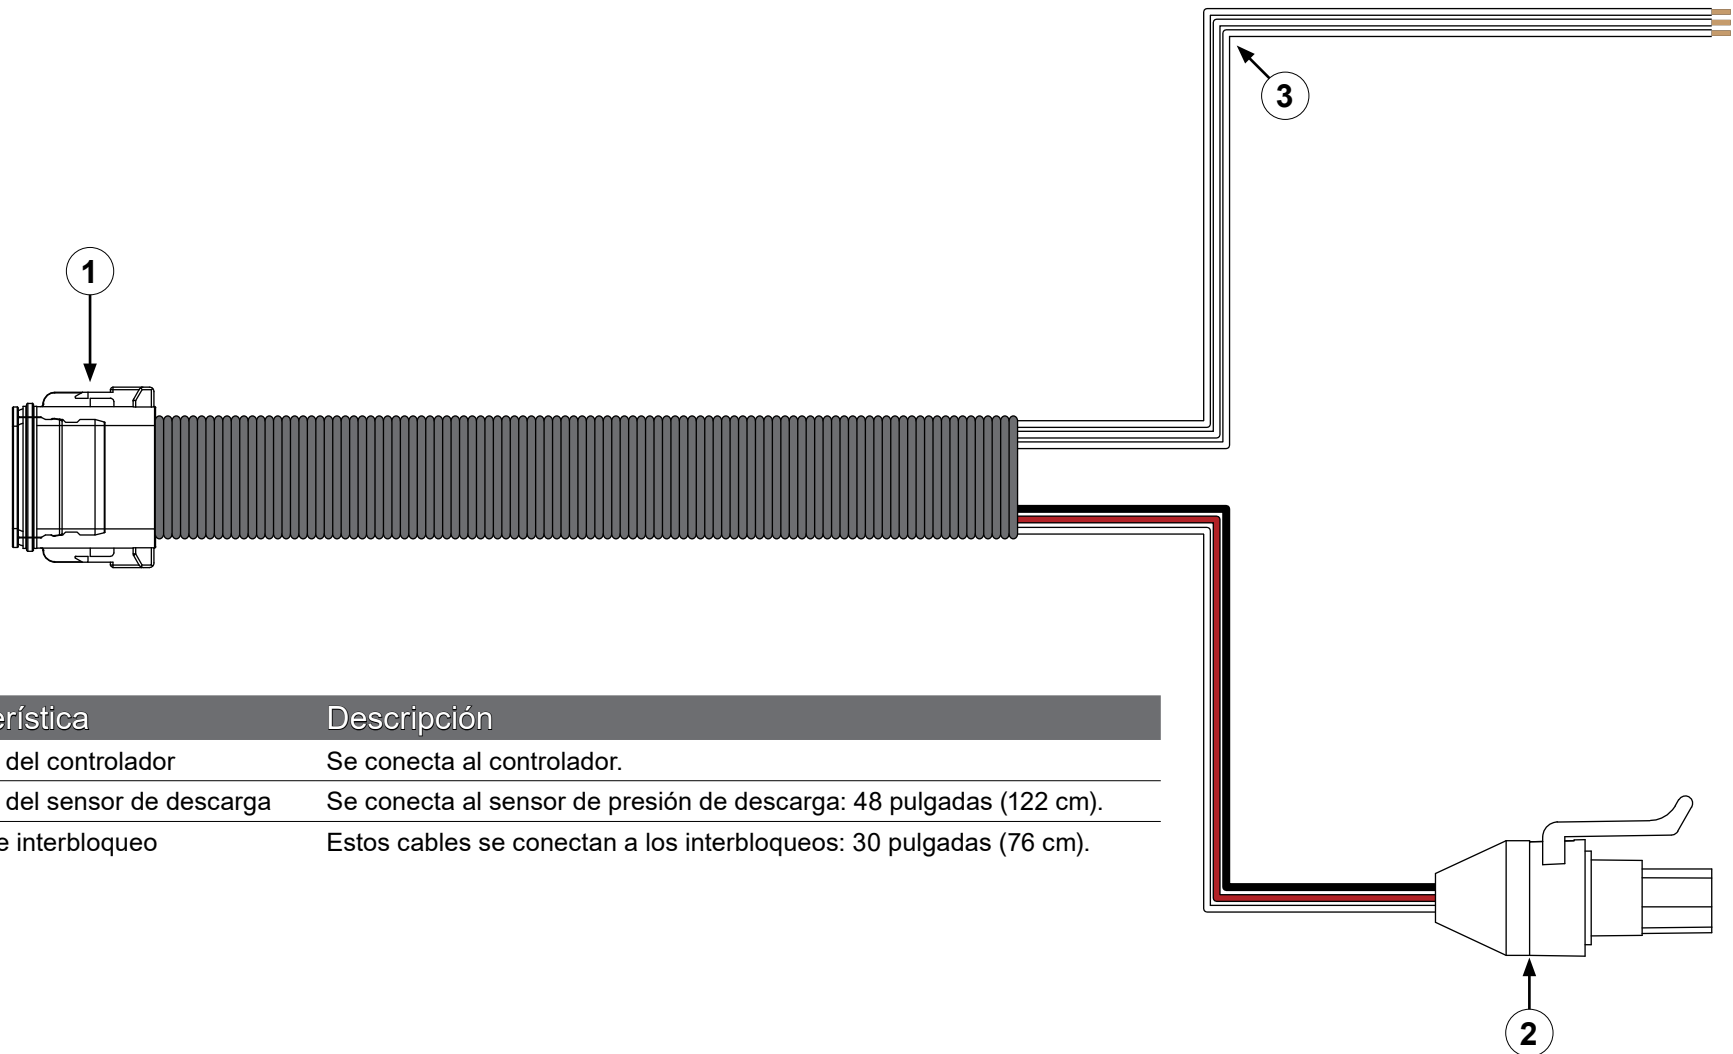 3
1
erística Descripción
del controlador Se conecta al controlador.
del sensor de descarga Se conecta al sensor de presión de descarga: 48 pulgadas (122 cm).
e interbloqueo Estos cables se conectan a los interbloqueos: 30 pulgadas (76 cm).
2